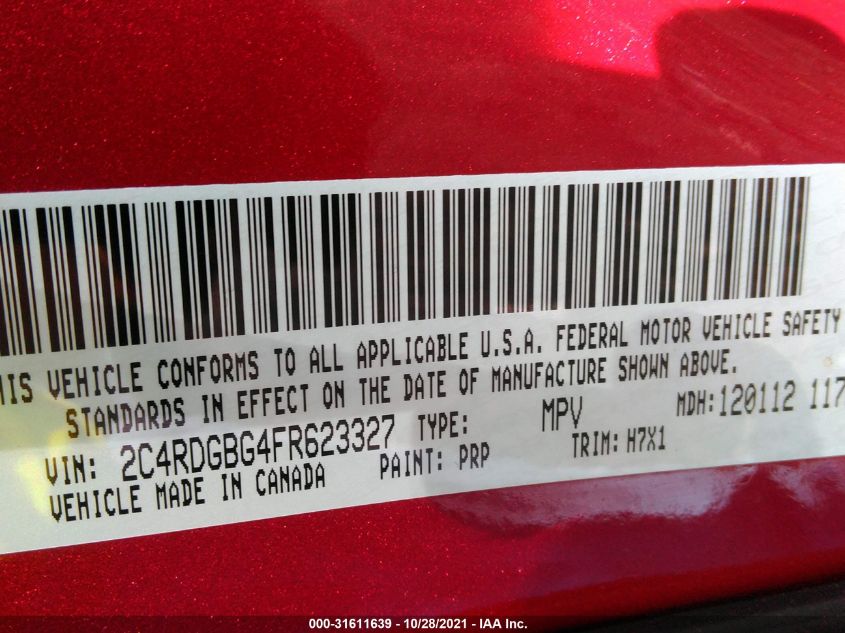 HIS VEHICLE CONFORMS TO ALL APPLICABLE U.S.A. FEDERAL MOTOR VEHICLE SAFETY
STANDARDS IN EFFECT ON THE DATE OF MANUFACTURE SHOWN ABOVE.
VIN: 2C4RDGBG4FR623327 TYPE: MPV MDH:120112 117
VEHICLE MADE IN CANADA PAINT: PRP TRIM: H7X1
000-31611639 - 10/28/2021 - IAA Inc.